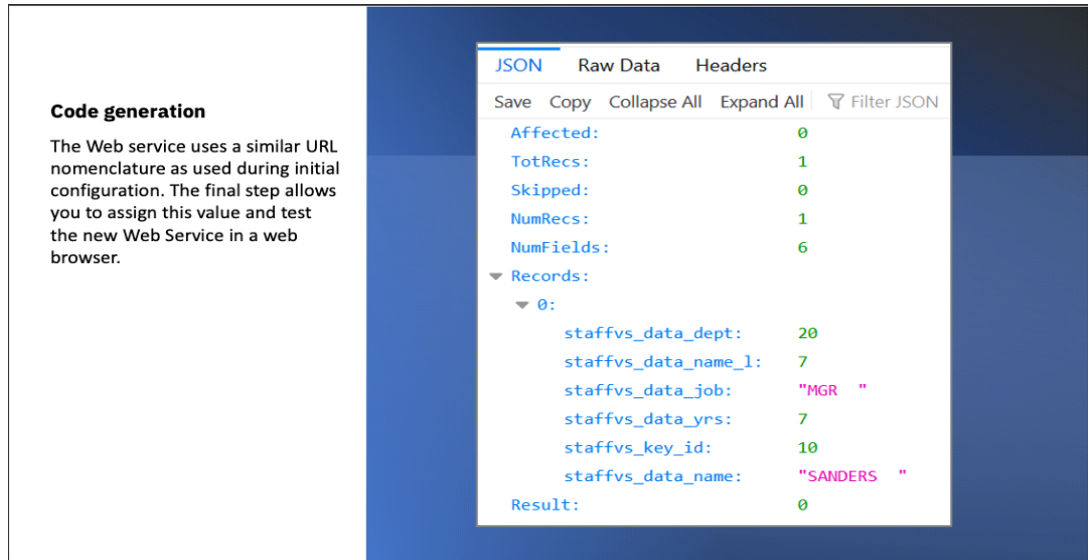 Code generation
The Web service uses a similar URL
nomenclature as used during initial
configuration. The final step allows
you to assign this value and test
the new Web Service in a web
browser.
JSON Raw Data Headers
Save Copy Collapse All Expand All Filter JSON
Affected: 0
TotRecs: 1
Skipped: 0
NumRecs: 1
NumFields: 6
Records:
0:
staffvs_data_dept: 20
staffvs_data_name_l: 7
staffvs_data_job: "MGR  "
staffvs_data_yrs: 7
staffvs_key_id: 10
staffvs_data_name: "SANDERS  "
Result: 0